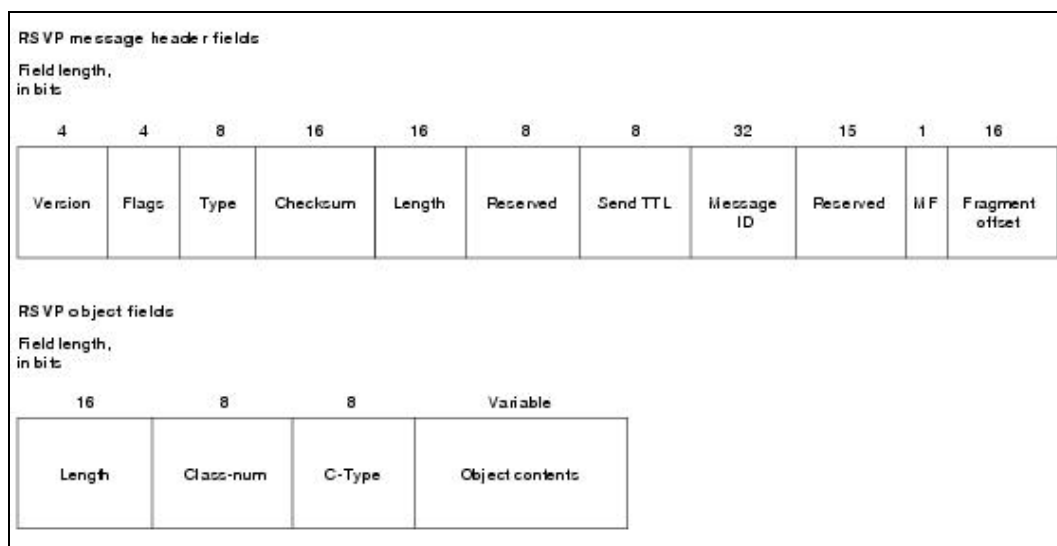 RSVP message header fields
Field length,
in bits
4 4 8 16 16 8 8 32 15 1 16
Version Flags Type Checksum Length Reserved Send TTL Message ID Reserved MF Fragment offset
RSVP object fields
Field length,
in bits
16 8 8 Variable
Length Class-num C-Type Object contents